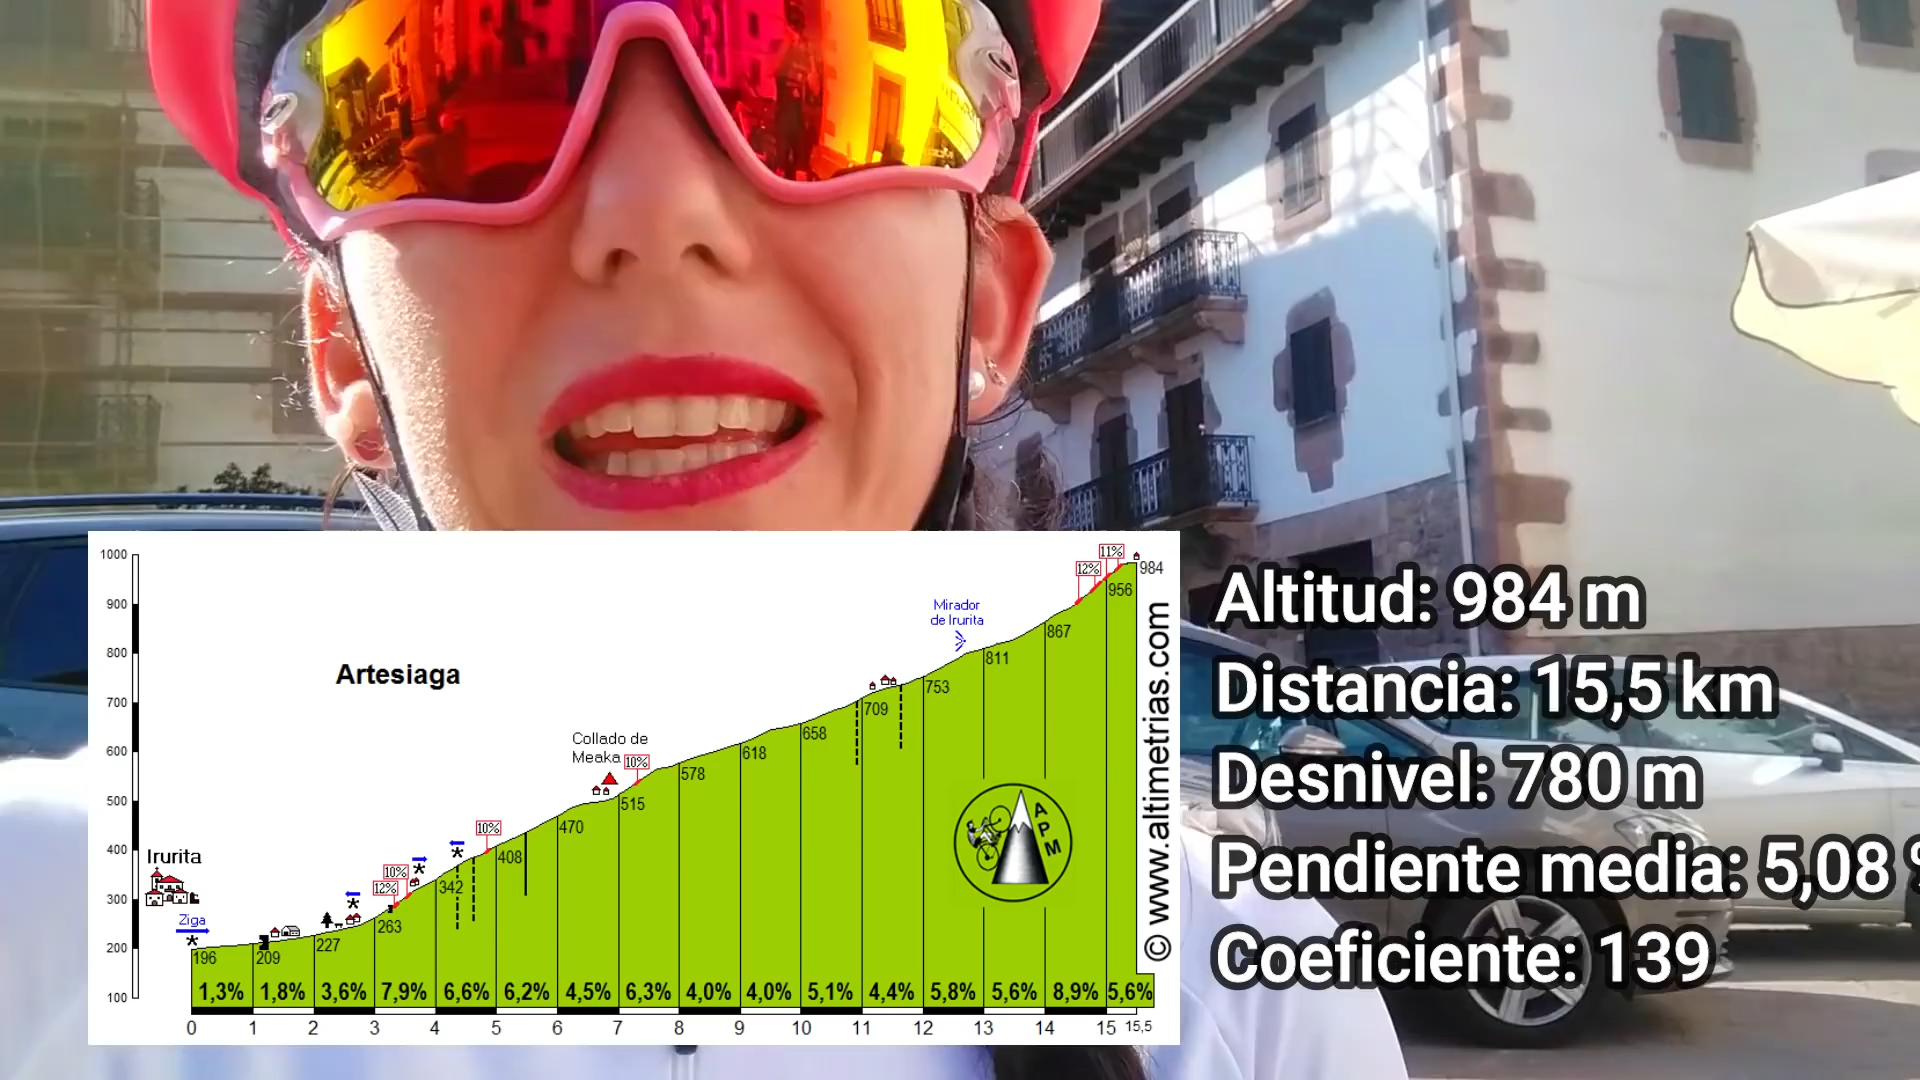 Altitud: 984 m
Distancia: 15,5 km
Desnivel: 780 m
Pendiente media: 5,08
Coeficiente: 139
Artesiaga
© www.altimetrias.com
1000
900
800
700
600
500
400
300
200
100
Irurita
Ziga
Collado de
Meaka
Mirador
de Irurita
12%
10%
10%
10%
12%
11%
196
209
227
263
342
408
470
515
578
618
658
709
753
811
867
956
984
APM
1,3% 1,8% 3,6% 7,9% 6,6% 6,2% 4,5% 6,3% 4,0% 4,0% 5,1% 4,4% 5,8% 5,6% 8,9% 5,6%
0 1 2 3 4 5 6 7 8 9 10 11 12 13 14 15 15,5